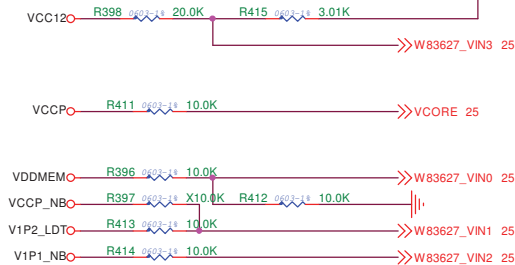 VCC12 R398 0603-1% 20.0K R415 0603-1% 3.01K
W83627_VIN3 25
VCCP R411 0603-1% 10.0K VCORE 25
VDDMEM R396 0603-1% 10.0K W83627_VIN0 25
VCCP_NB R397 0603-1% X10.0K R412 0603-1% 10.0K
V1P2_LDT R413 0603-1% 10.0K W83627_VIN1 25
V1P1_NB R414 0603-1% 10.0K W83627_VIN2 25